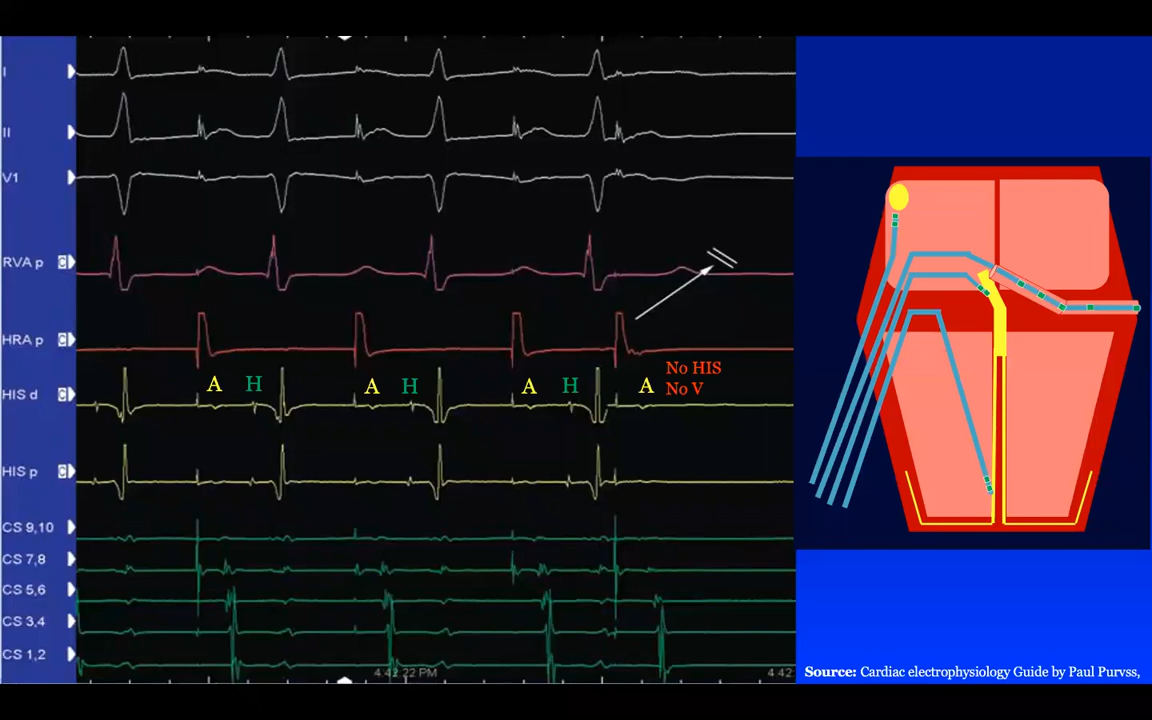 I
II
V1
RVA p C
HRA p C
HIS d C
HIS p C
CS 9,10
CS 7,8
CS 5,6
CS 3,4
CS 1,2
A H A H A H A
No HIS
No V
4:42:22 PM
4:42:
Source: Cardiac electrophysiology Guide by Paul Purvss,